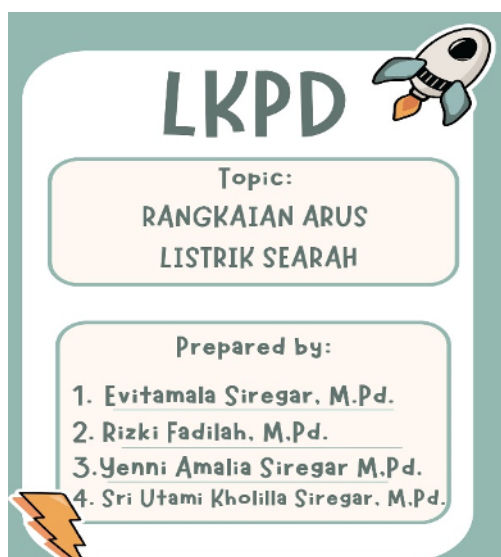 LKPD
Topic:
RANGKAIAN ARUS
LISTRIK SEARAH
Prepared by:
1. Evitamala Siregar, M.Pd.
2. Rizki Fadilah, M.Pd.
3.Yenni Amalia Siregar M.Pd.
4. Sri Utami Kholilla Siregar, M.Pd.